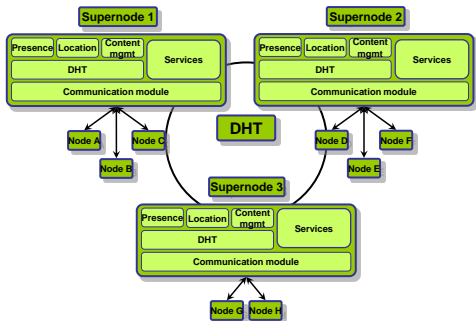 Supernode 1
Supernode 2
Presence
Location
Content
mgmt
Services
DHT
Communication module
Presence
Location
Content
mgmt
Services
DHT
Communication module
Node A
Node C
Node B
DHT
Node D
Node F
Node E
Supernode 3
Presence
Location
Content
mgmt
Services
DHT
Communication module
Node G
Node H